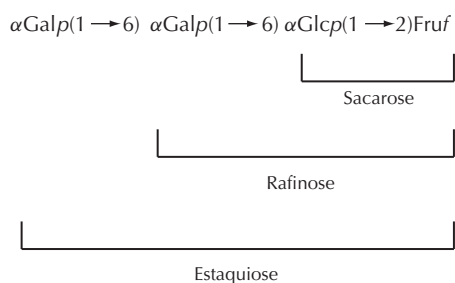 αGalp(1→6) αGalp(1→6) αGlcp(1→2)Fruf
Sacarose
Rafinose
Estaquiose